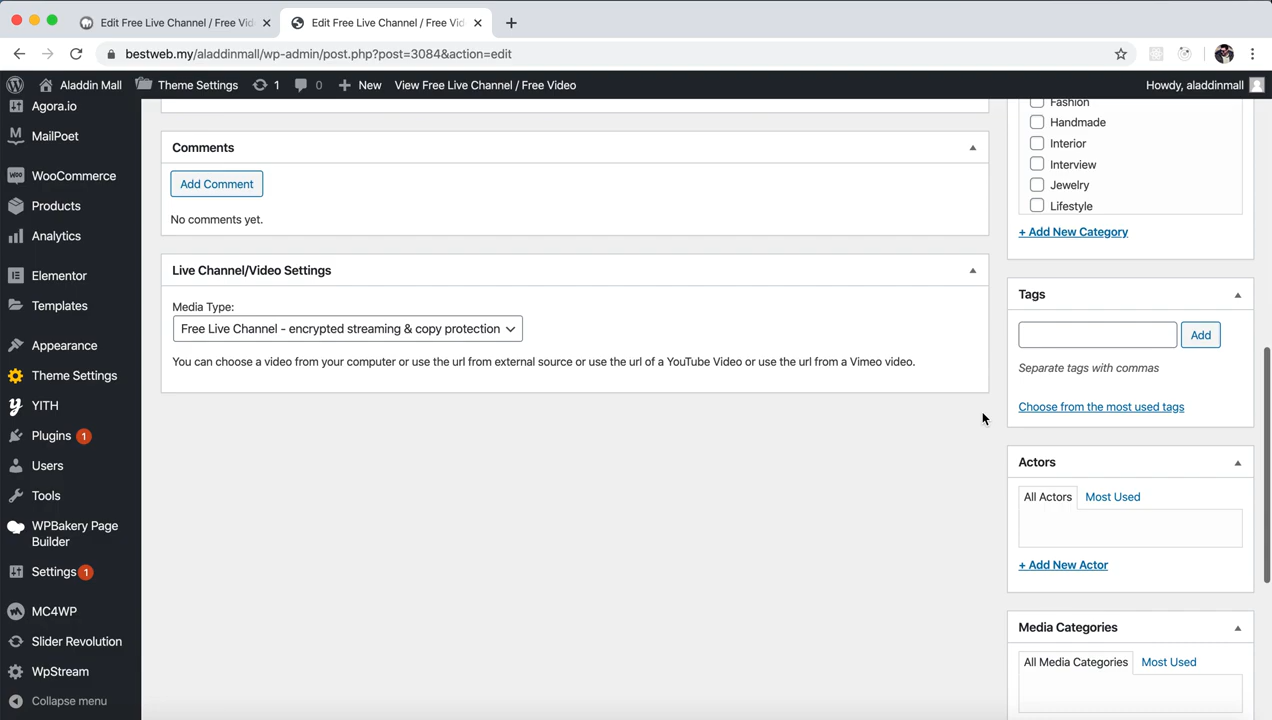 Edit Free Live Channel / Free Vid
Edit Free Live Channel / Free Vid
bestweb.my/aladdinmall/wp-admin/post.php?post=3084&action=edit
Aladdin Mall
Theme Settings
1
0
New
View Free Live Channel / Free Video
Howdy, aladdinmall
Agora.io
MailPoet
WooCommerce
Products
Analytics
Elementor
Templates
Appearance
Theme Settings
YITH
Plugins 1
Users
Tools
WPBakery Page
Builder
Settings 1
MC4WP
Slider Revolution
WpStream
Collapse menu
Comments
Add Comment
No comments yet.
Live Channel/Video Settings
Media Type:
Free Live Channel - encrypted streaming & copy protection
You can choose a video from your computer or use the url from external source or use the url of a YouTube Video or use the url from a Vimeo video.
Fashion
Handmade
Interior
Interview
Jewelry
Lifestyle
+ Add New Category
Tags
Add
Separate tags with commas
Choose from the most used tags
Actors
All Actors
Most Used
+ Add New Actor
Media Categories
All Media Categories
Most Used